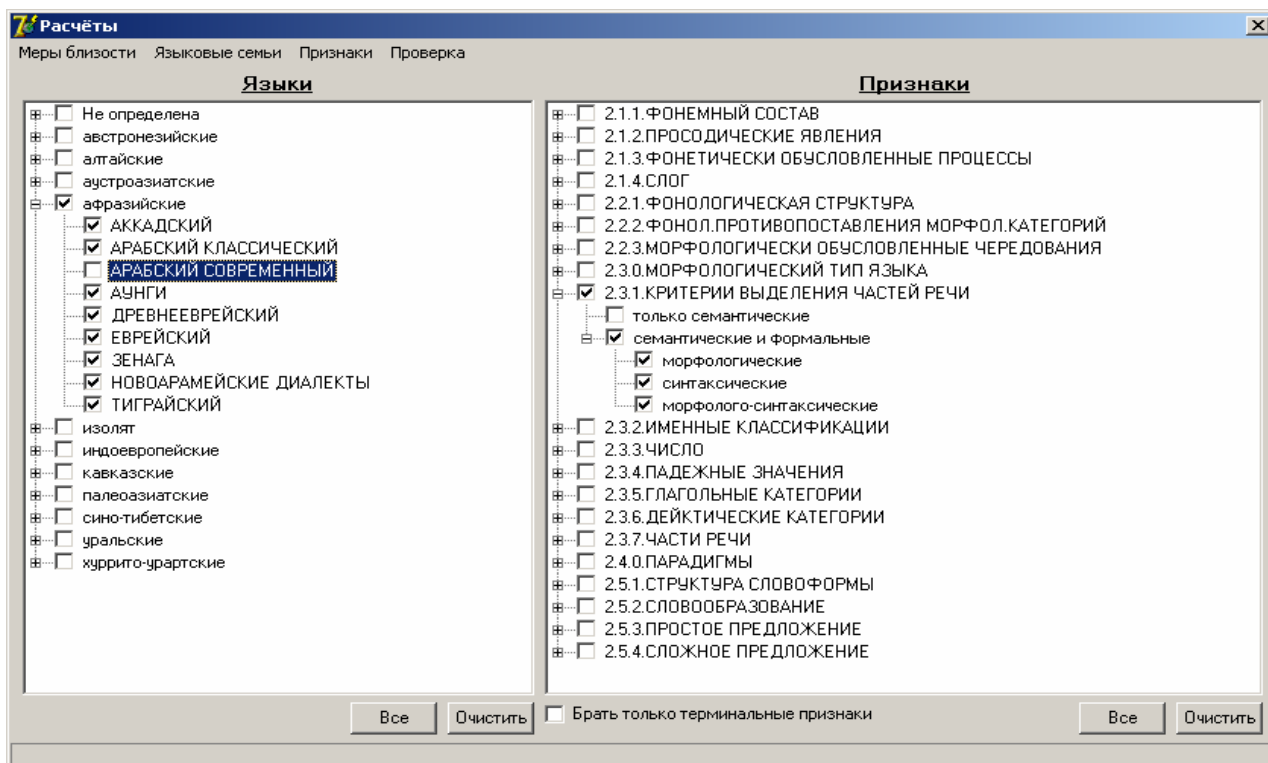 Расчёты
Меры близости Языковые семьи Признаки Проверка
Языки
Не определена
австронезийские
алтайские
аустроазиатские
афразийские
АККАДСКИЙ
АРАБСКИЙ КЛАССИЧЕСКИЙ
АРАБСКИЙ СОВРЕМЕННЫЙ
АУНГИ
ДРЕВНЕЕВРЕЙСКИЙ
ЕВРЕЙСКИЙ
ЗЕНАГА
НОВОАРАМЕЙСКИЕ ДИАЛЕКТЫ
ТИГРАЙСКИЙ
изолят
индоевропейские
кавказские
палеоазиатские
сино-тибетские
уральские
хуррито-урартские
Все Очистить
Признаки
2.1.1.ФОНЕМНЫЙ СОСТАВ
2.1.2.ПРОСОДИЧЕСКИЕ ЯВЛЕНИЯ
2.1.3.ФОНЕТИЧЕСКИ ОБУСЛОВЛЕННЫЕ ПРОЦЕССЫ
2.1.4.СЛОГ
2.2.1.ФОНОЛОГИЧЕСКАЯ СТРУКТУРА
2.2.2.ФОНОЛ.ПРОТИВОПОСТАВЛЕНИЯ МОРФОЛ.КАТЕГОРИЙ
2.2.3.МОРФОЛОГИЧЕСКИ ОБУСЛОВЛЕННЫЕ ЧЕРЕДОВАНИЯ
2.3.0.МОРФОЛОГИЧЕСКИЙ ТИП ЯЗЫКА
2.3.1.КРИТЕРИИ ВЫДЕЛЕНИЯ ЧАСТЕЙ РЕЧИ
только семантические
семантические и формальные
морфологические
синтаксические
морфолого-синтаксические
2.3.2.ИМЕННЫЕ КЛАССИФИКАЦИИ
2.3.3.ЧИСЛО
2.3.4.ПАДЕЖНЫЕ ЗНАЧЕНИЯ
2.3.5.ГЛАГОЛЬНЫЕ КАТЕГОРИИ
2.3.6.ДЕЙКТИЧЕСКИЕ КАТЕГОРИИ
2.3.7.ЧАСТИ РЕЧИ
2.4.0.ПАРАДИГМЫ
2.5.1.СТРУКТУРА СЛОВОФОРМЫ
2.5.2.СЛОВООБРАЗОВАНИЕ
2.5.3.ПРОСТОЕ ПРЕДЛОЖЕНИЕ
2.5.4.СЛОЖНОЕ ПРЕДЛОЖЕНИЕ
Брать только терминальные признаки Все Очистить